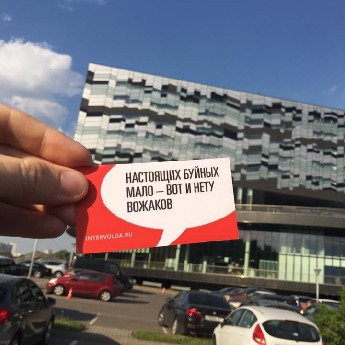 НАСТОЯЩИХ БУЙНЫХ
МАЛО – ВОТ И НЕТУ
ВОЖАКОВ
INTERVOLGA.RU